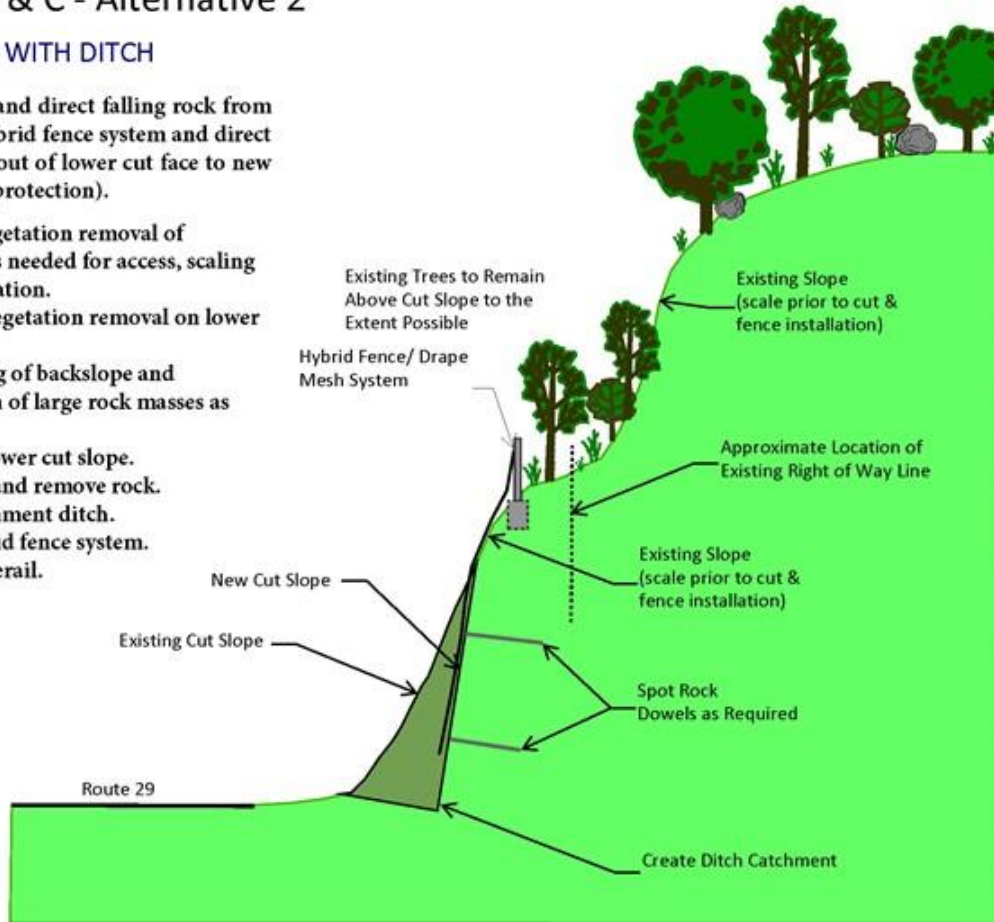 & C - Alternative 2
WITH DITCH
and direct falling rock from
brid fence system and direct
out of lower cut face to new
protection).
getation removal of
s needed for access, scaling
ation.
egetation removal on lower
g of backslope and
n of large rock masses as
wer cut slope.
and remove rock.
ment ditch.
id fence system.
erail.
Existing Trees to Remain
Above Cut Slope to the
Extent Possible
Hybrid Fence/ Drape
Mesh System
Existing Slope
(scale prior to cut &
fence installation)
Approximate Location of
Existing Right of Way Line
Existing Slope
(scale prior to cut &
fence installation)
New Cut Slope
Existing Cut Slope
Spot Rock
Dowels as Required
Route 29
Create Ditch Catchment